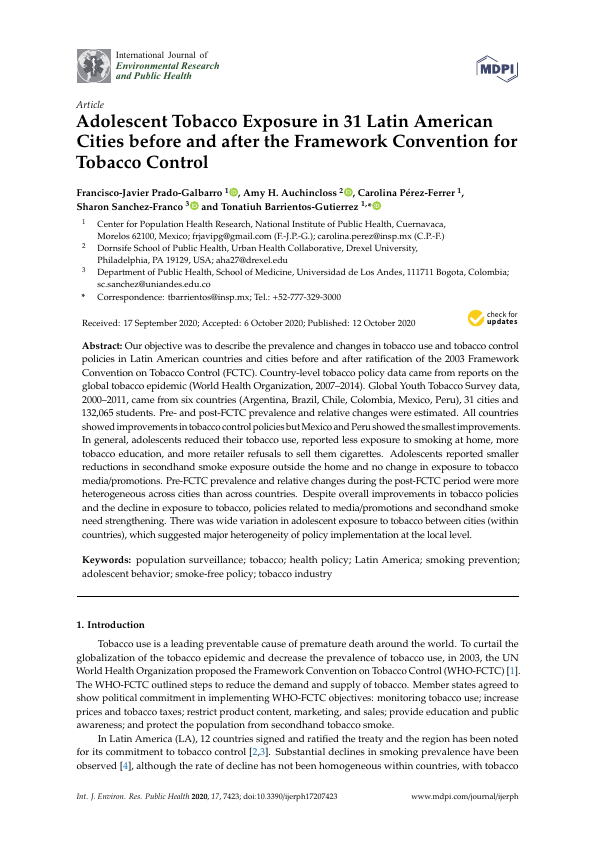 International Journal of
Environmental Research
and Public Health
MDPI
Article
Adolescent Tobacco Exposure in 31 Latin American
Cities before and after the Framework Convention for
Tobacco Control
Francisco-Javier Prado-Galbarro 1, Amy H. Auchincloss 2, Carolina Pérez-Ferrer 1,
Sharon Sanchez-Franco 3 and Tonatiuh Barrientos-Gutierrez 1,*
1 Center for Population Health Research, National Institute of Public Health, Cuernavaca,
Morelos 62100, Mexico; frjavipg@gmail.com (F.-J.P.-G.); carolina.perez@insp.mx (C.P.-F.)
2 Dornsife School of Public Health, Urban Health Collaborative, Drexel University,
Philadelphia, PA 19129, USA; aha27@drexel.edu
3 Department of Public Health, School of Medicine, Universidad de Los Andes, 111711 Bogota, Colombia;
sc.sanchez@uniandes.edu.co
* Correspondence: tbarrientos@insp.mx; Tel.: +52-777-329-3000
Received: 17 September 2020; Accepted: 6 October 2020; Published: 12 October 2020
check for
updates
Abstract: Our objective was to describe the prevalence and changes in tobacco use and tobacco control
policies in Latin American countries and cities before and after ratification of the 2003 Framework
Convention on Tobacco Control (FCTC). Country-level tobacco policy data came from reports on the
global tobacco epidemic (World Health Organization, 2007–2014). Global Youth Tobacco Survey data,
2000–2011, came from six countries (Argentina, Brazil, Chile, Colombia, Mexico, Peru), 31 cities and
132,065 students. Pre- and post-FCTC prevalence and relative changes were estimated. All countries
showed improvements in tobacco control policies but Mexico and Peru showed the smallest improvements.
In general, adolescents reduced their tobacco use, reported less exposure to smoking at home, more
tobacco education, and more retailer refusals to sell them cigarettes. Adolescents reported smaller
reductions in secondhand smoke exposure outside the home and no change in exposure to tobacco
media/promotions. Pre-FCTC prevalence and relative changes during the post-FCTC period were more
heterogeneous across cities than across countries. Despite overall improvements in tobacco policies
and the decline in exposure to tobacco, policies related to media/promotions and secondhand smoke
need strengthening. There was wide variation in adolescent exposure to tobacco between cities (within
countries), which suggested major heterogeneity of policy implementation at the local level.
Keywords: population surveillance; tobacco; health policy; Latin America; smoking prevention;
adolescent behavior; smoke-free policy; tobacco industry
1. Introduction
Tobacco use is a leading preventable cause of premature death around the world. To curtail the
globalization of the tobacco epidemic and decrease the prevalence of tobacco use, in 2003, the UN
World Health Organization proposed the Framework Convention on Tobacco Control (WHO-FCTC) [1].
The WHO-FCTC outlined steps to reduce the demand and supply of tobacco. Member states agreed to
show political commitment in implementing WHO-FCTC objectives: monitoring tobacco use; increase
prices and tobacco taxes; restrict product content, marketing, and sales; provide education and public
awareness; and protect the population from secondhand tobacco smoke.
In Latin America (LA), 12 countries signed and ratified the treaty and the region has been noted
for its commitment to tobacco control [2,3]. Substantial declines in smoking prevalence have been
observed [4], although the rate of decline has not been homogeneous within countries, with tobacco
Int. J. Environ. Res. Public Health 2020, 17, 7423; doi:10.3390/ijerph17207423
www.mdpi.com/journal/ijerph